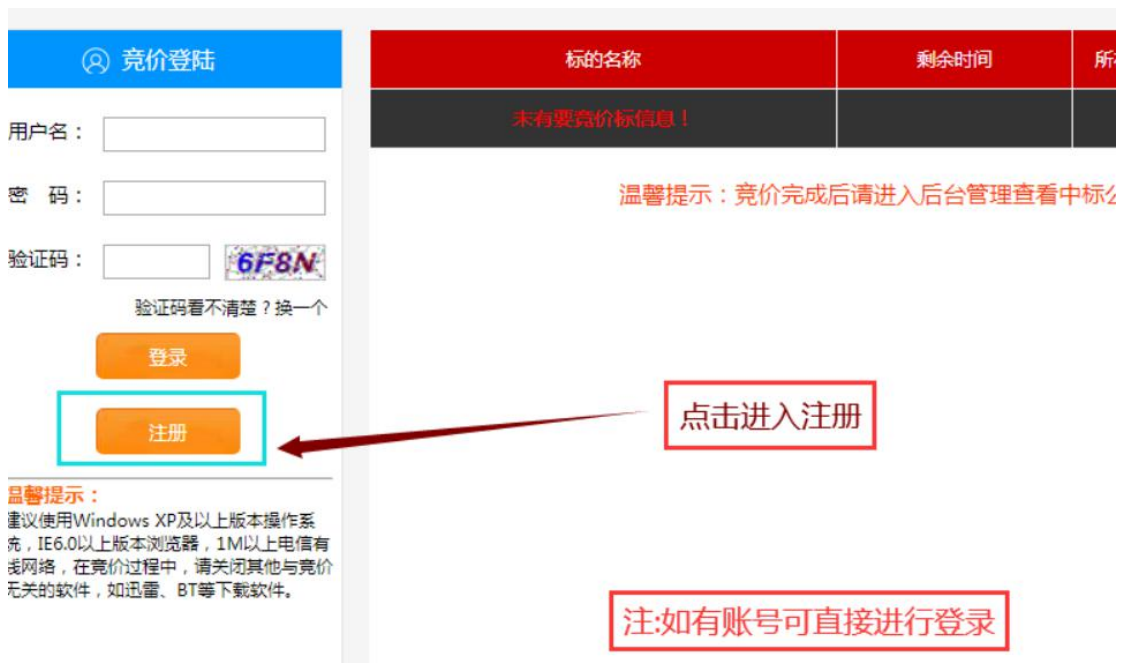 竞价登陆
用户名：
密 码：
验证码：
6F8N
验证码看不清楚？换一个
登录
注册
温馨提示：
建议使用Windows XP及以上版本操作系
统，IE6.0以上版本浏览器，1M以上电信有
线网络，在竞价过程中，请关闭其他与竞价
无关的软件，如迅雷、BT等下载软件。
标的名称 剩余时间 所
未有要竞价标信息！
温馨提示：竞价完成后请进入后台管理查看中标公
点击进入注册
注:如有账号可直接进行登录